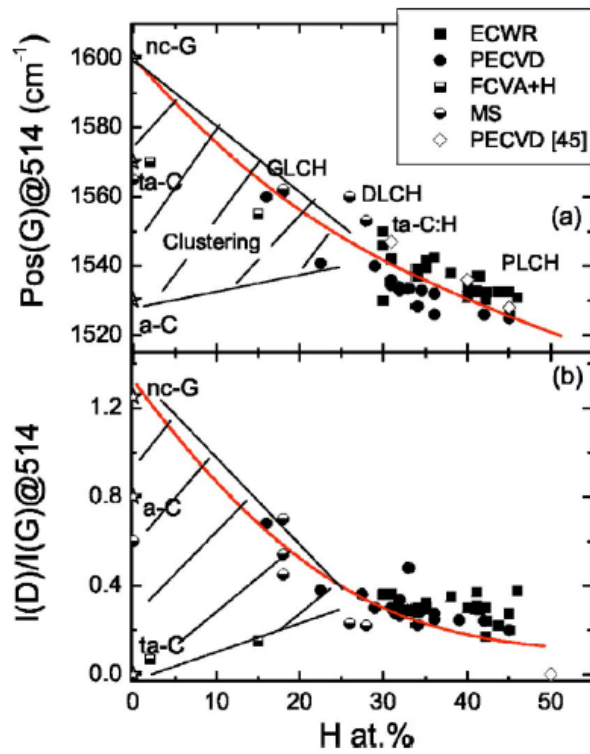 ECWR
PECVD
FCVA+H
MS
PECVD [45]
Pos(G)@514 (cm⁻¹)
1600
1580
1560
1540
1520
nc-G
ta-C
GLCH
DLCH
ta-C:H
(a)
Clustering
PLCH
a-C
I(D)/I(G)@514
1.2
0.8
0.4
0.0
nc-G
(b)
a-C
ta-C
0 10 20 30 40 50
H at.%